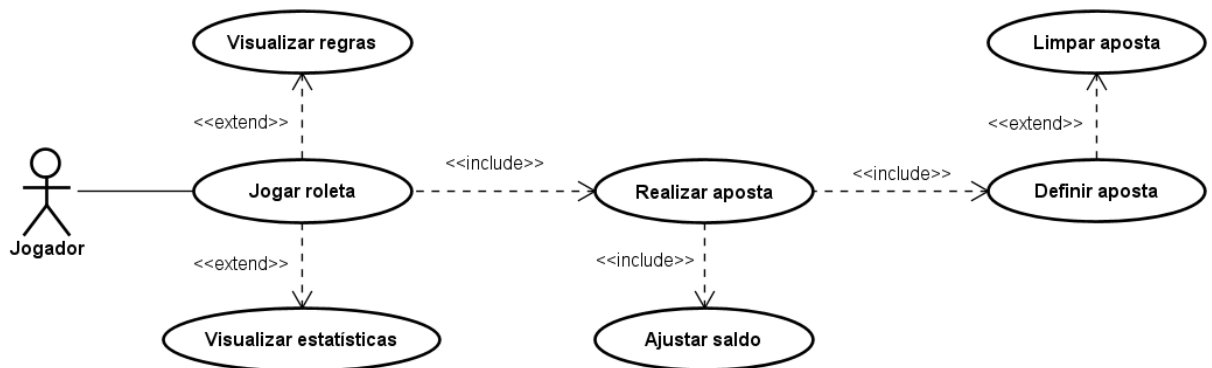 Visualizar regras
Limpar aposta
<<extend>>
<<extend>>
<<include>>
<<include>>
Jogar roleta
Realizar aposta
Definir aposta
Jogador
<<extend>>
<<include>>
Visualizar estatísticas
Ajustar saldo